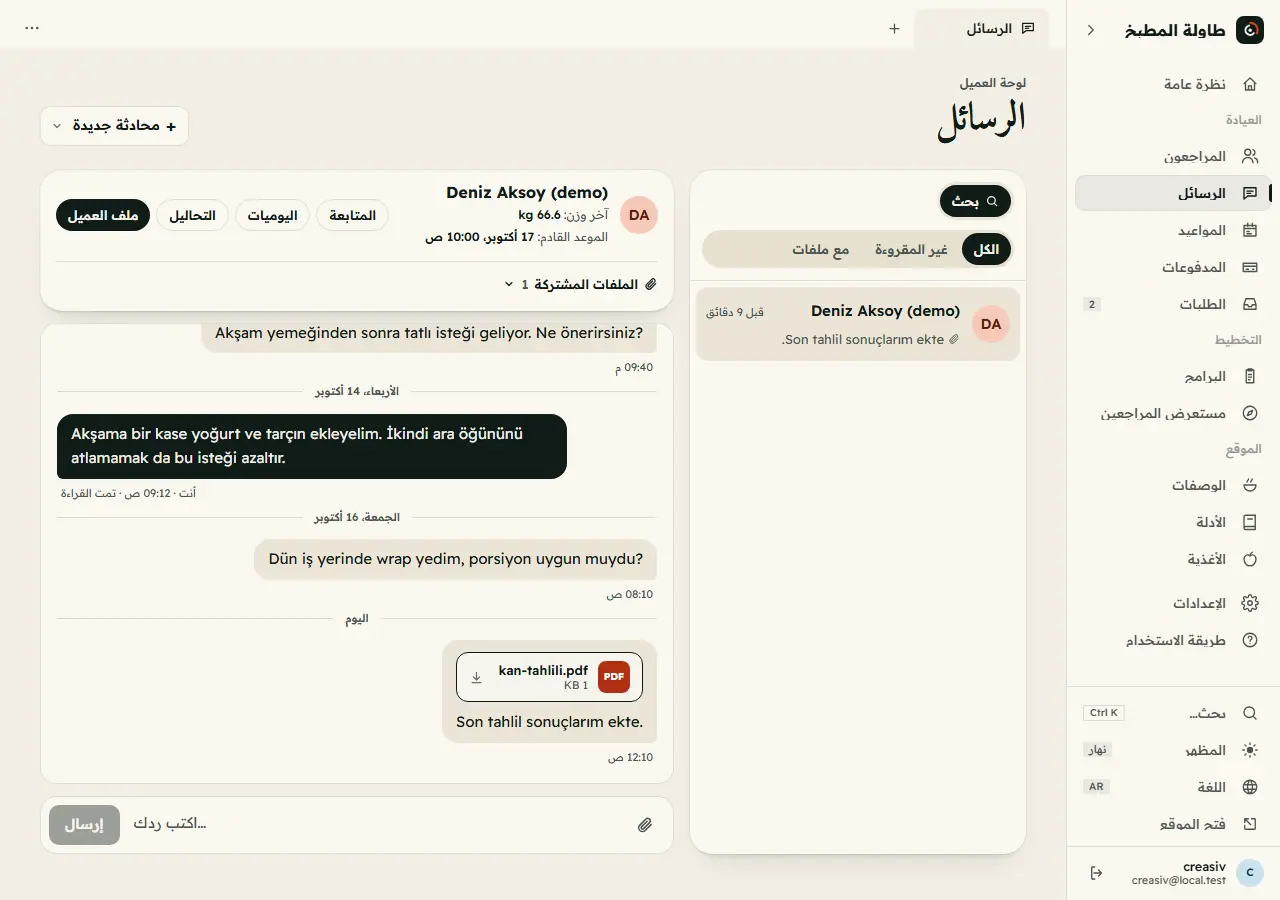 طاولة المطبخ
نظرة عامة
العيادة
المراجعون
الرسائل
المواعيد
المدفوعات
الطلبات
2
التخطيط
البرامج
مستعرض المراجعين
الموقع
الوصفات
الأدلة
الأغذية
الإعدادات
طريقة الاستخدام
بحث...
Ctrl K
المظهر
نهار
اللغة
AR
فتح الموقع
C
creasiv
creasiv@local.test
الرسائل
لوحة العميل
الرسائل
+ محادثة جديدة
بحث
الكل
غير المقروءة
مع ملفات
DA
Deniz Aksoy (demo)
قبل 9 دقائق
Son tahlil sonuçlarım ekte.
DA
Deniz Aksoy (demo)
آخر وزن: 66.6 kg
الموعد القادم: 17 أكتوبر، 10:00 ص
المتابعة
اليوميات
التحاليل
ملف العميل
الملفات المشتركة 1
Akşam yemeğinden sonra tatlı isteği geliyor. Ne önerirsiniz?
09:40 م
الأربعاء، 14 أكتوبر
Akşama bir kase yoğurt ve tarçın ekleyelim. İkindi ara öğününü
atlamamak da bu isteği azaltır.
أنت · 09:12 ص · تمت القراءة
الجمعة، 16 أكتوبر
Dün iş yerinde wrap yedim, porsiyon uygun muydu?
08:10 ص
اليوم
PDF
kan-tahlili.pdf
1 KB
Son tahlil sonuçlarım ekte.
12:10 ص
اكتب ردك...
إرسال